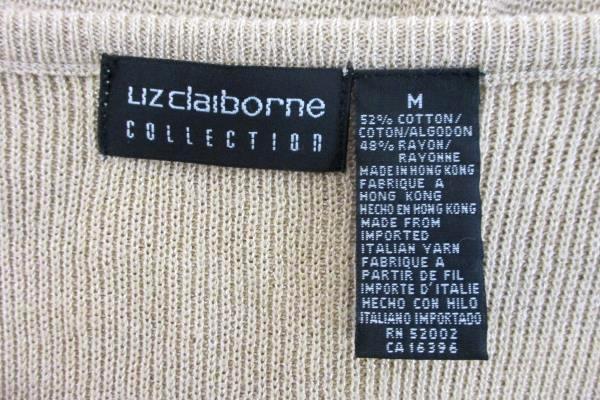 Liz claiborne
COLLECTION
M
52% COTTON/
COTON/ALGODON
48% RAYON/
RAYONNE
MADE IN HONG KONG
FABRIQUE A
HONG KONG
HECHO EN HONG KONG
MADE FROM
IMPORTED
ITALIAN YARN
FABRIQUE A
PARTIR DE FIL
IMPORTE D'ITALIE
HECHO CON HILO
ITALIANO IMPORTADO
RN 52002
CA 16396